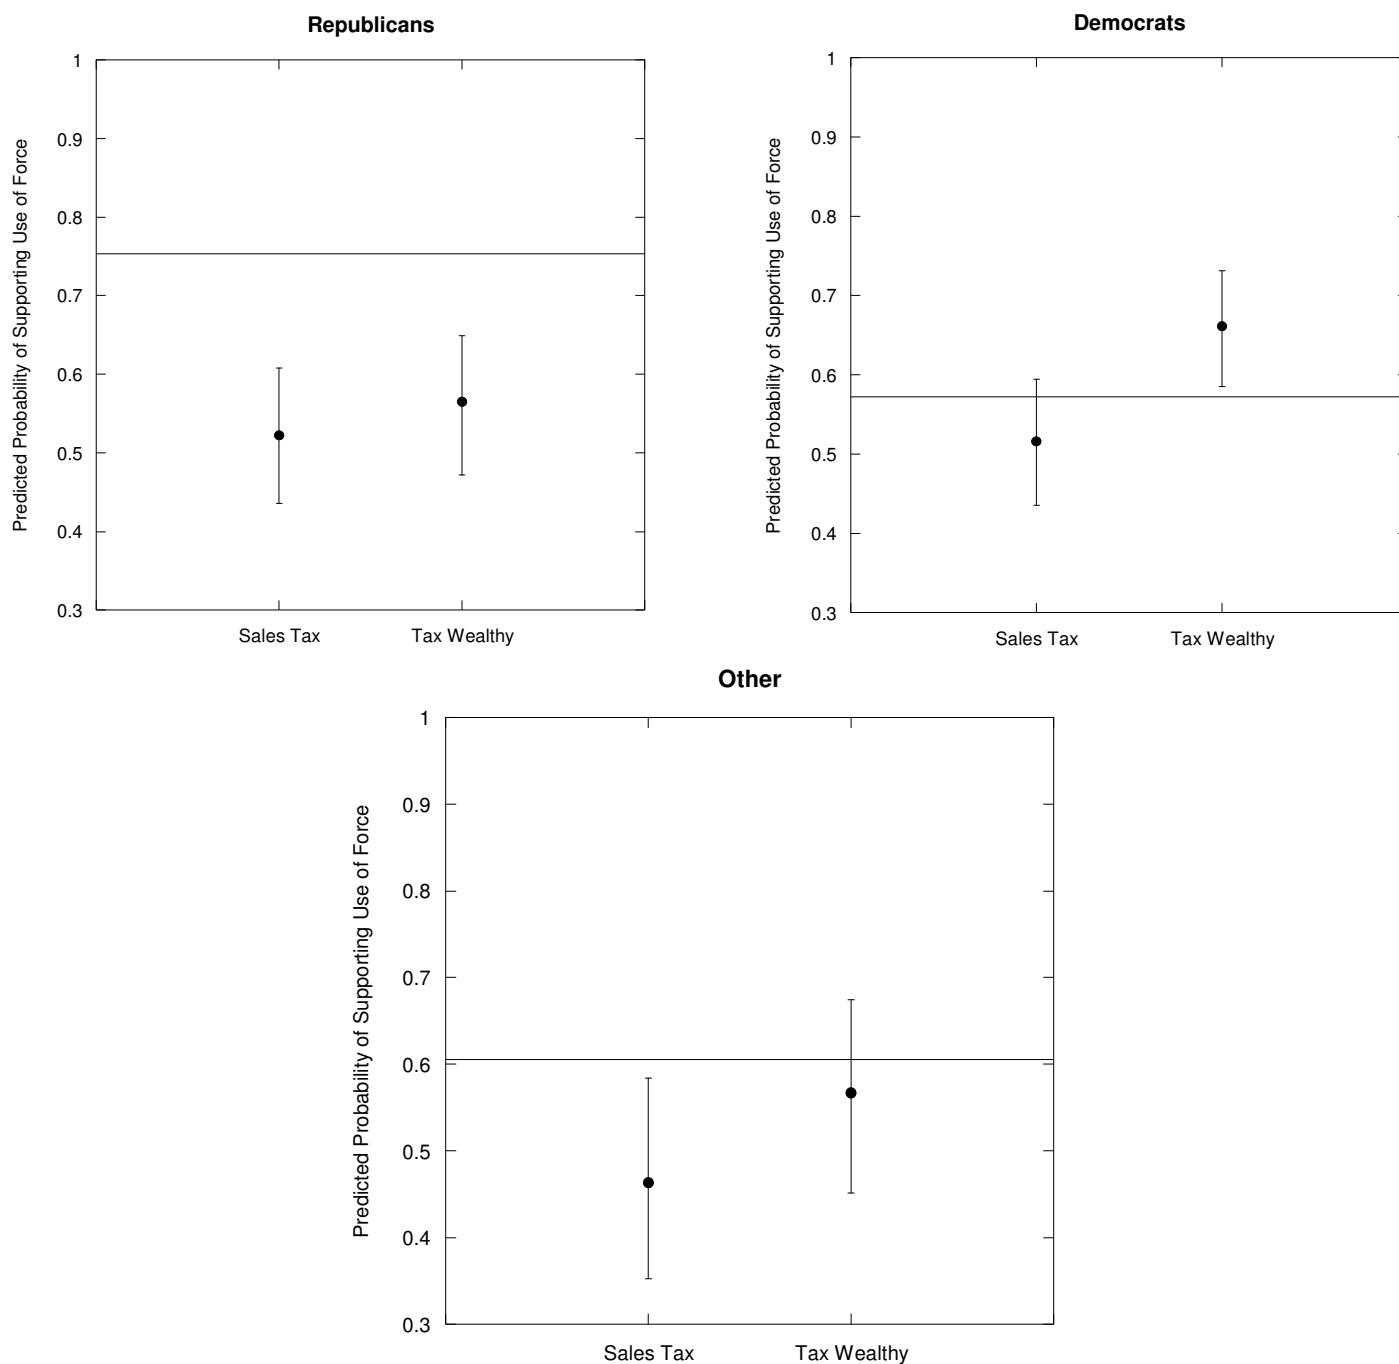 Republicans
Predicted Probability of Supporting Use of Force
1
0.9
0.8
0.7
0.6
0.5
0.4
0.3
Sales Tax
Tax Wealthy
Democrats
Predicted Probability of Supporting Use of Force
1
0.9
0.8
0.7
0.6
0.5
0.4
0.3
Sales Tax
Tax Wealthy
Other
Predicted Probability of Supporting Use of Force
1
0.9
0.8
0.7
0.6
0.5
0.4
0.3
Sales Tax
Tax Wealthy